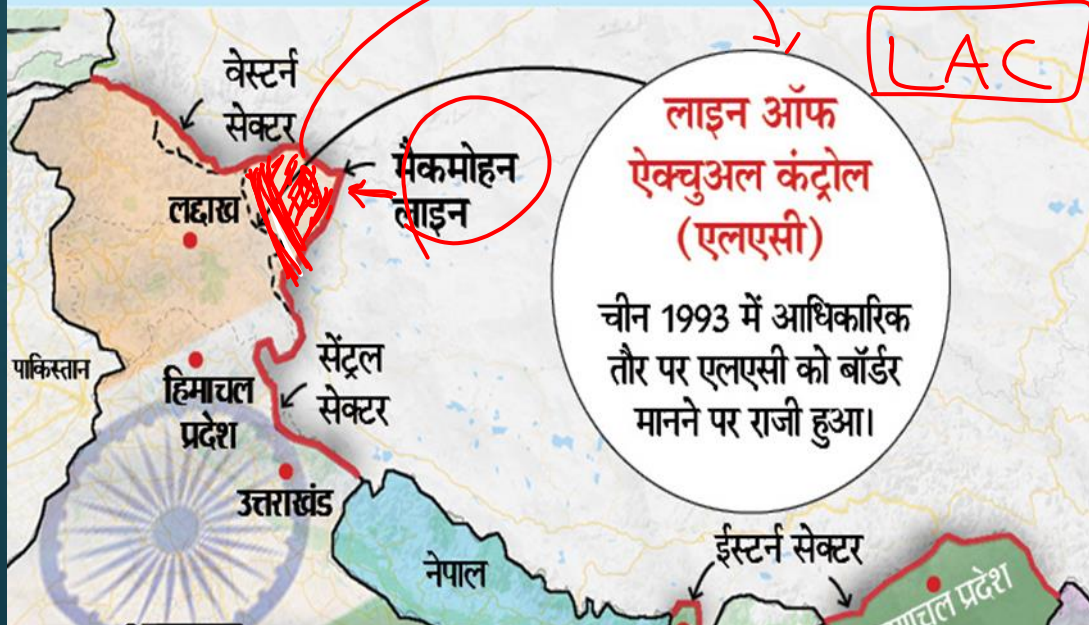 LAC
वेस्टर्न
सेक्टर
मैकमोहन
लाइन
लद्दाख
लाइन ऑफ
ऐक्चुअल कंट्रोल
(एलएसी)
चीन 1993 में आधिकारिक
तौर पर एलएसी को बॉर्डर
मानने पर राजी हुआ।
पाकिस्तान
हिमाचल
प्रदेश
सेंट्रल
सेक्टर
उत्तराखंड
नेपाल
ईस्टर्न सेक्टर
प्रदेश